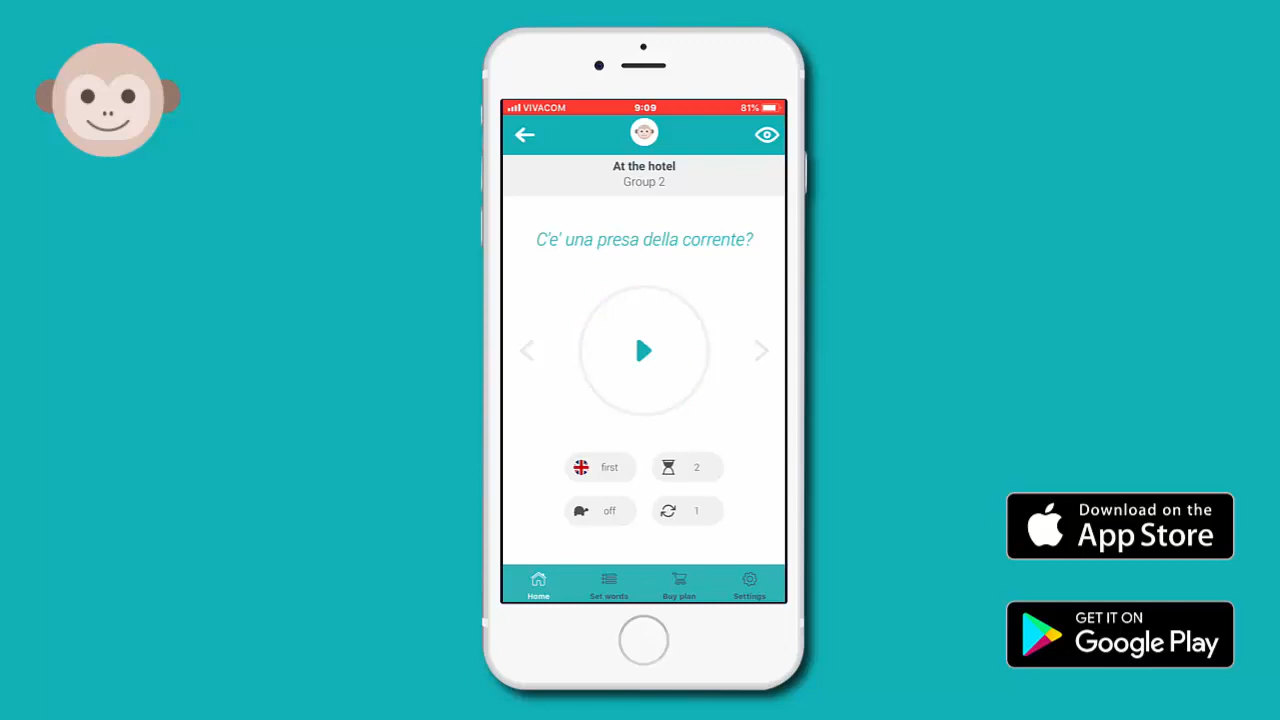 VIVACOM 9:09 81%
At the hotel
Group 2
C'e' una presa della corrente?
first 2
off 1
Home Set words Buy plan Settings
Download on the
App Store
GET IT ON
Google Play